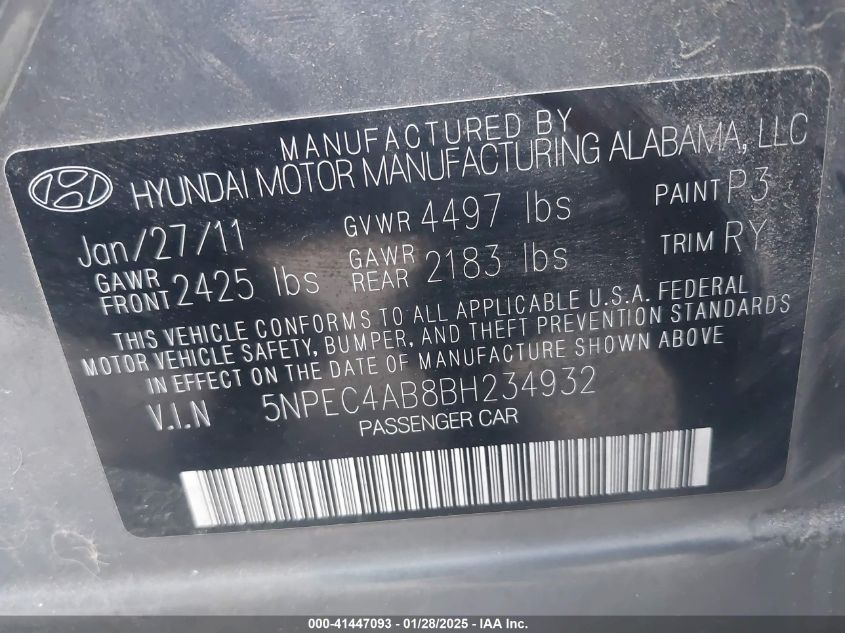 MANUFACTURED BY
HYUNDAI MOTOR MANUFACTURING ALABAMA, LLC
Jan/27/11 GVWR 4497 lbs PAINT P3
GAWR FRONT 2425 lbs GAWR REAR 2183 lbs TRIM RY
THIS VEHICLE CONFORMS TO ALL APPLICABLE U.S.A. FEDERAL
MOTOR VEHICLE SAFETY, BUMPER, AND THEFT PREVENTION STANDARDS
IN EFFECT ON THE DATE OF MANUFACTURE SHOWN ABOVE
V.I.N 5NPEC4AB8BH234932
PASSENGER CAR
000-41447093 | 01/28/2025 - IAA Inc.